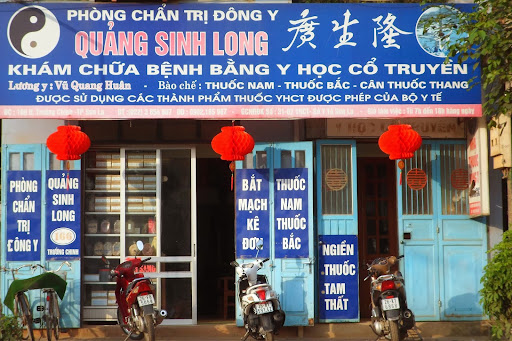 PHÒNG CHẨN TRỊ ĐÔNG Y
QUẢNG SINH LONG
廣生隆
KHÁM CHỮA BỆNH BẰNG Y HỌC CỔ TRUYỀN
Lương y : Vũ Quang Huân - Bào chế : THUỐC NAM - THUỐC BẮC - CÂN THUỐC THANG
ĐƯỢC SỬ DỤNG CÁC THÀNH PHẨM THUỐC YHCT ĐƯỢC PHÉP CỦA BỘ Y TẾ
PHÒNG
CHẨN
TRỊ
ĐÔNG Y
QUẢNG
SINH
LONG
166
TRƯỜNG CHINH
BẮT
MẠCH
KÊ
ĐƠN
THUỐC
NAM
THUỐC
BẮC
NGHIỀN
THUỐC
TAM
THẤT